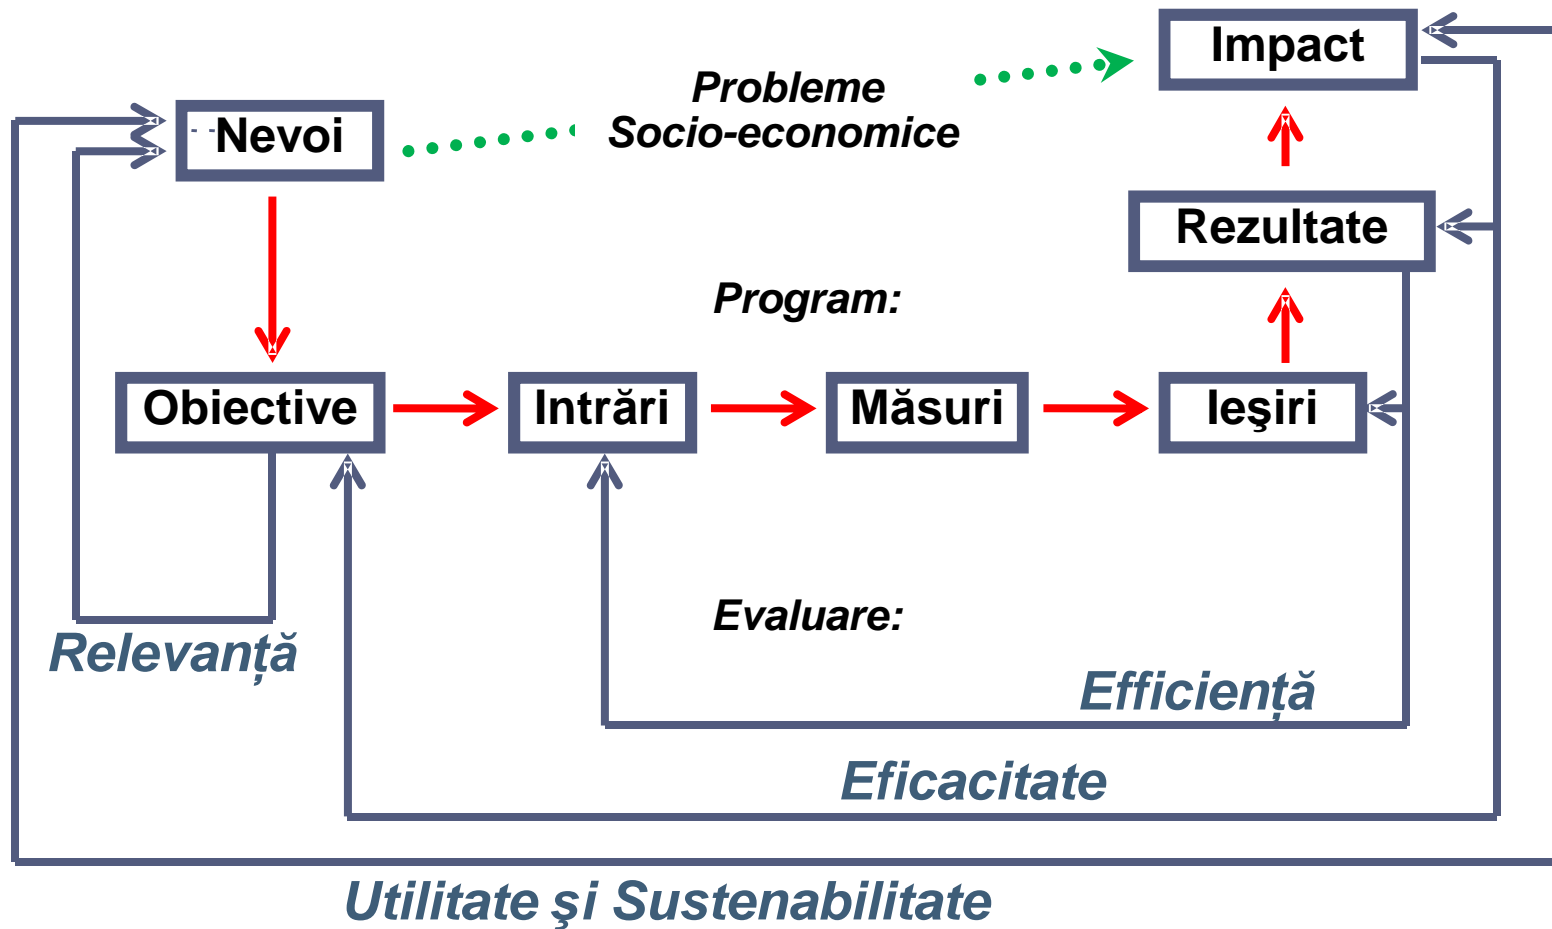 Impact
Probleme
Socio-economice
Nevoi
Rezultate
Program:
Obiective
Intrări
Măsuri
Ieşiri
Evaluare:
Relevanță
Efficiență
Eficacitate
Utilitate şi Sustenabilitate